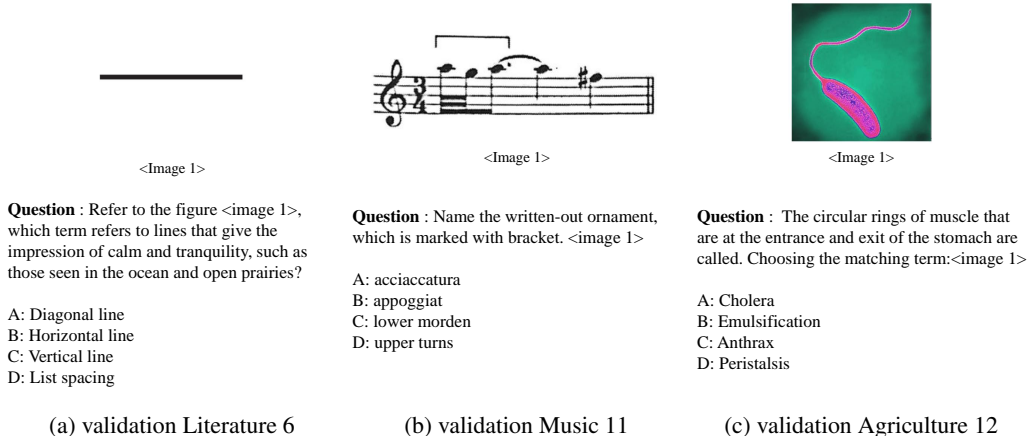 <Image 1>
Question : Refer to the figure <image 1>,
which term refers to lines that give the
impression of calm and tranquility, such as
those seen in the ocean and open prairies?
A: Diagonal line
B: Horizontal line
C: Vertical line
D: List spacing
(a) validation Literature 6
3
4
<Image 1>
Question : Name the written-out ornament,
which is marked with bracket. <image 1>
A: acciaccatura
B: appoggiat
C: lower morden
D: upper turns
(b) validation Music 11
<Image 1>
Question : The circular rings of muscle that
are at the entrance and exit of the stomach are
called. Choosing the matching term:<image 1>
A: Cholera
B: Emulsification
C: Anthrax
D: Peristalsis
(c) validation Agriculture 12